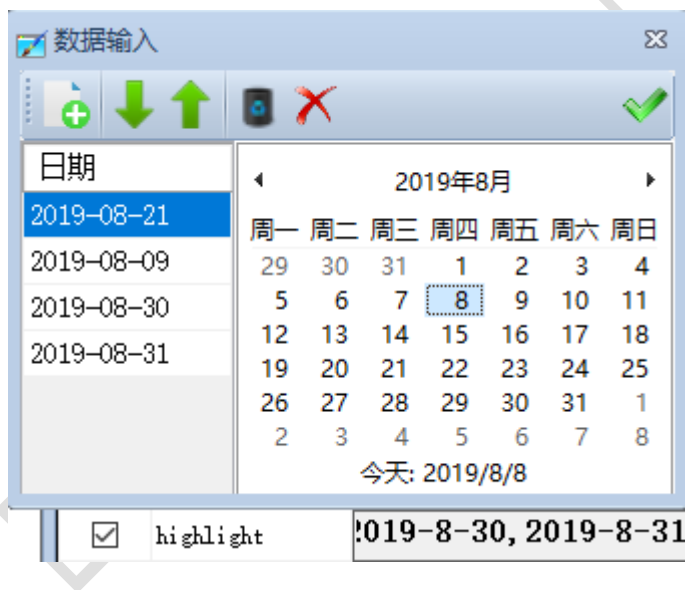 数据输入
日期
2019-08-21
2019-08-09
2019-08-30
2019-08-31
2019年8月
周一 周二 周三 周四 周五 周六 周日
29 30 31 1 2 3 4
5 6 7 8 9 10 11
12 13 14 15 16 17 18
19 20 21 22 23 24 25
26 27 28 29 30 31 1
2 3 4 5 6 7 8
今天: 2019/8/8
highlight 2019-8-30, 2019-8-31